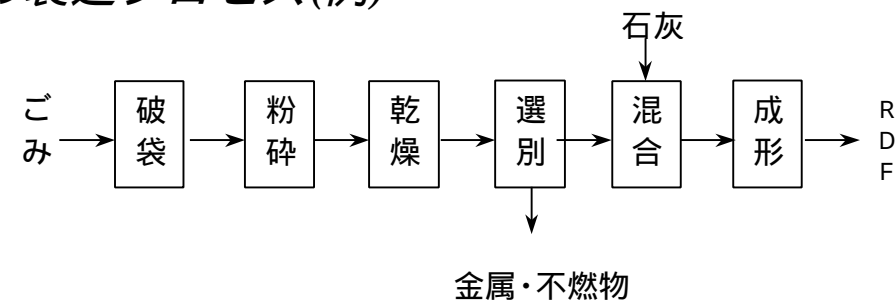 製造プロセス(例)
石灰
ごみ
破袋
粉砕
乾燥
選別
混合
成形
RDF
金属・不燃物